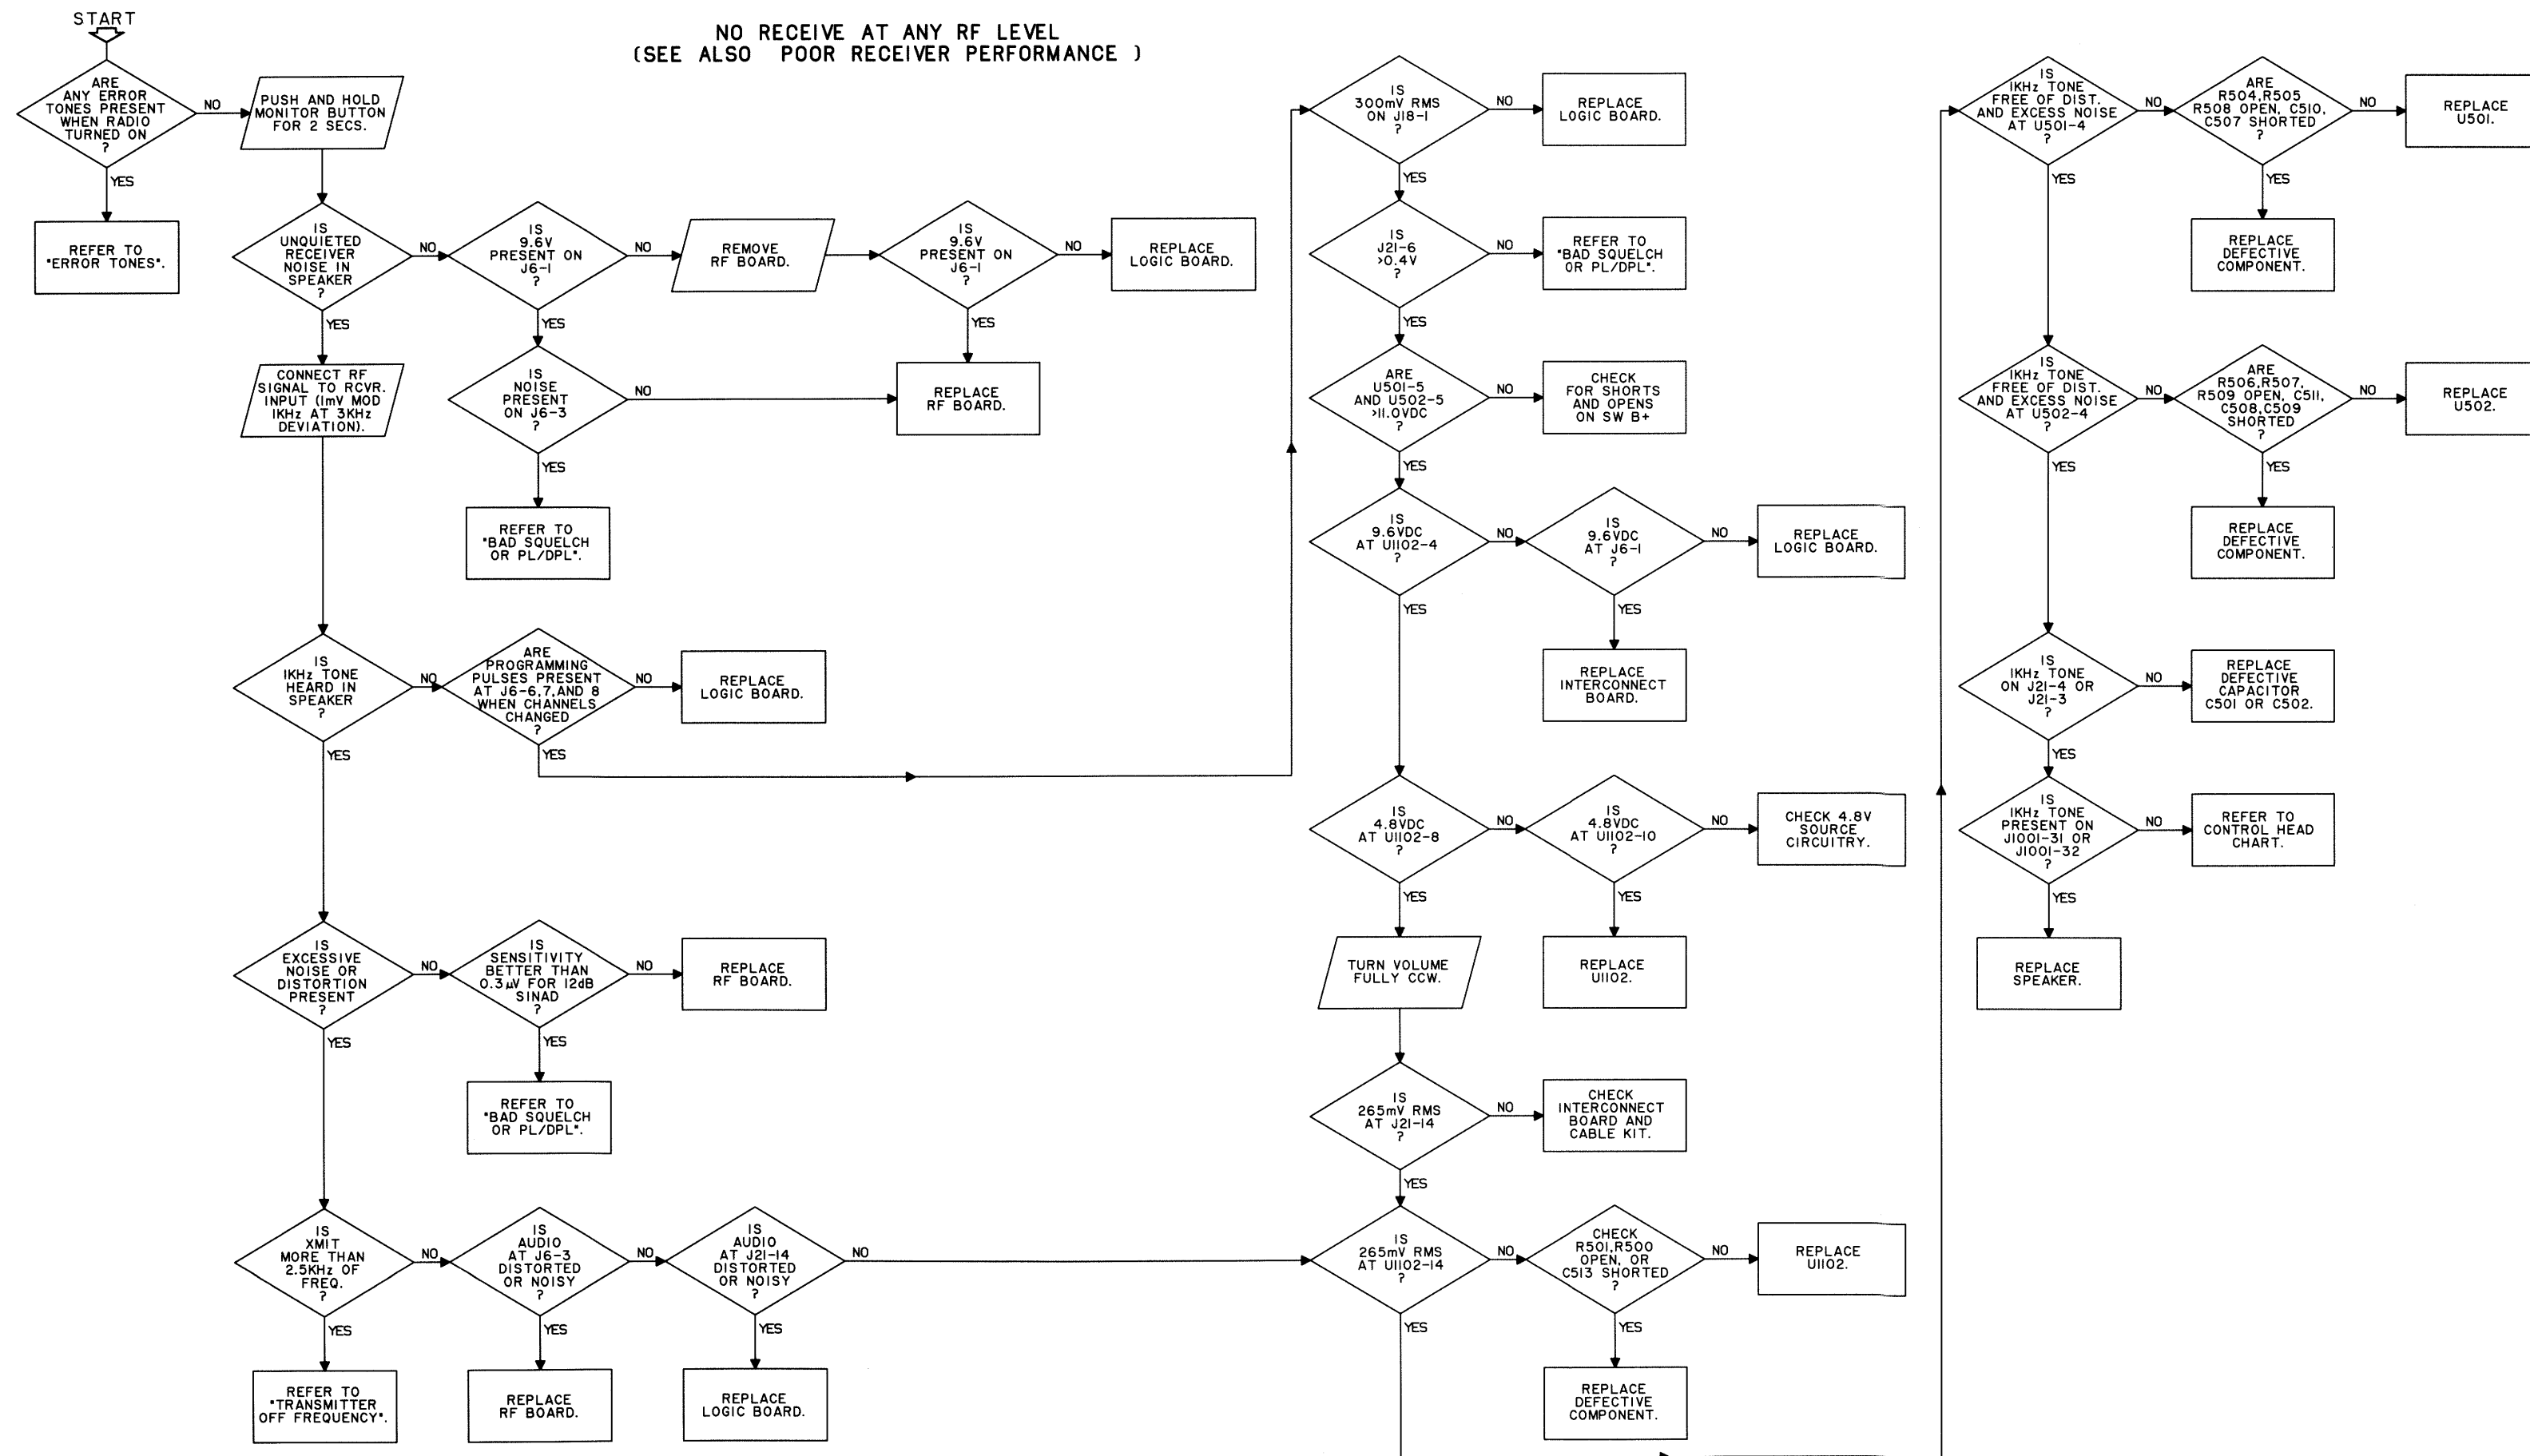 START
NO RECEIVE AT ANY RF LEVEL
(SEE ALSO POOR RECEIVER PERFORMANCE )
ARE
ANY ERROR
TONES PRESENT
WHEN RADIO
TURNED ON
?
NO
YES
PUSH AND HOLD
MONITOR BUTTON
FOR 2 SECS.
REFER TO
"ERROR TONES".
IS
UNQUIETED
RECEIVER
NOISE IN
SPEAKER
?
NO
YES
IS
9.6V
PRESENT ON
J6-1
?
NO
YES
REMOVE
RF BOARD.
IS
9.6V
PRESENT ON
J6-1
?
NO
YES
REPLACE
LOGIC BOARD.
CONNECT RF
SIGNAL TO RCVR.
INPUT (1mV MOD
1KHz AT 3KHz
DEVIATION).
IS
NOISE
PRESENT
ON J6-3
?
NO
YES
REPLACE
RF BOARD.
REFER TO
"BAD SQUELCH
OR PL/DPL".
IS
1KHz TONE
HEARD IN
SPEAKER
?
NO
YES
ARE
PROGRAMMING
PULSES PRESENT
AT J6-6,7,AND 8
WHEN CHANNELS
CHANGED
?
NO
YES
REPLACE
LOGIC BOARD.
IS
EXCESSIVE
NOISE OR
DISTORTION
PRESENT
?
NO
YES
IS
SENSITIVITY
BETTER THAN
0.3µV FOR 12dB
SINAD
?
NO
YES
REPLACE
RF BOARD.
REFER TO
"BAD SQUELCH
OR PL/DPL".
IS
XMIT
MORE THAN
2.5KHz OF
FREQ.
?
NO
YES
IS
AUDIO
AT J6-3
DISTORTED
OR NOISY
?
NO
YES
IS
AUDIO
AT J21-14
DISTORTED
OR NOISY
?
NO
YES
REFER TO
"TRANSMITTER
OFF FREQUENCY".
REPLACE
RF BOARD.
REPLACE
LOGIC BOARD.
IS
300mV RMS
ON J18-1
?
NO
YES
REPLACE
LOGIC BOARD.
IS
J21-6
>0.4V
?
NO
YES
REFER TO
"BAD SQUELCH
OR PL/DPL".
ARE
U501-5
AND U502-5
>11.0VDC
?
NO
YES
CHECK
FOR SHORTS
AND OPENS
ON SW B+
IS
9.6VDC
AT U1102-4
?
NO
YES
IS
9.6VDC
AT J6-1
?
NO
YES
REPLACE
LOGIC BOARD.
REPLACE
INTERCONNECT
BOARD.
IS
4.8VDC
AT U1102-8
?
NO
YES
IS
4.8VDC
AT U1102-10
?
NO
YES
CHECK 4.8V
SOURCE
CIRCUITRY.
TURN VOLUME
FULLY CCW.
REPLACE
U1102.
IS
265mV RMS
AT J21-14
?
NO
YES
CHECK
INTERCONNECT
BOARD AND
CABLE KIT.
IS
265mV RMS
AT U1102-14
?
NO
YES
CHECK
R501,R500
OPEN, OR
C513 SHORTED
?
NO
YES
REPLACE
U1102.
REPLACE
DEFECTIVE
COMPONENT.
IS
1KHz TONE
FREE OF DIST.
AND EXCESS NOISE
AT U501-4
?
NO
YES
ARE
R504,R505
R508 OPEN, C510,
C507 SHORTED
?
NO
YES
REPLACE
U501.
REPLACE
DEFECTIVE
COMPONENT.
IS
1KHz TONE
FREE OF DIST.
AND EXCESS NOISE
AT U502-4
?
NO
YES
ARE
R506,R507,
R509 OPEN, C511,
C508,C509
SHORTED
?
NO
YES
REPLACE
U502.
REPLACE
DEFECTIVE
COMPONENT.
IS
1KHz TONE
ON J21-4 OR
J21-3
?
NO
YES
REPLACE
DEFECTIVE
CAPACITOR
C501 OR C502.
IS
1KHz TONE
PRESENT ON
J1001-31 OR
J1001-32
?
NO
YES
REFER TO
CONTROL HEAD
CHART.
REPLACE
SPEAKER.